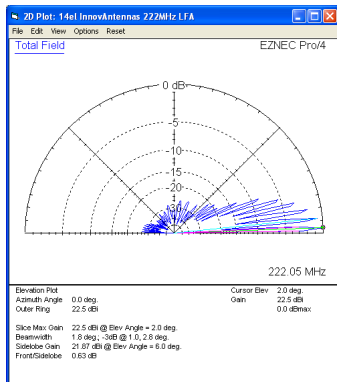 2D Plot: 14el InnovAntennas 222MHz LFA
File Edit View Options Reset
Total Field
EZNEC Pro/4
0 dB
-5
-10
-15
-20
-30
222.05 MHz
Elevation Plot
Azimuth Angle 0.0 deg.
Outer Ring 22.5 dBi
Cursor Elev 2.0 deg.
Gain 22.5 dBi
0.0 dBmax
Slice Max Gain 22.5 dBi @ Elev Angle = 2.0 deg.
Beamwidth 1.8 deg.; -3dB @ 1.0, 2.8 deg.
Sidelobe Gain 21.87 dBi @ Elev Angle = 6.0 deg.
Front/Sidelobe 0.63 dB